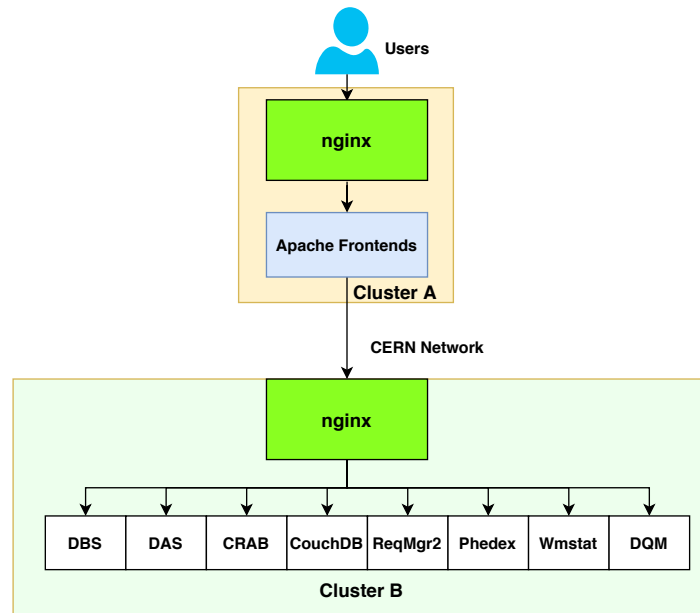 Users
nginx
Apache Frontends
Cluster A
CERN Network
nginx
DBS DAS CRAB CouchDB ReqMgr2 Phedex Wmstat DQM
Cluster B